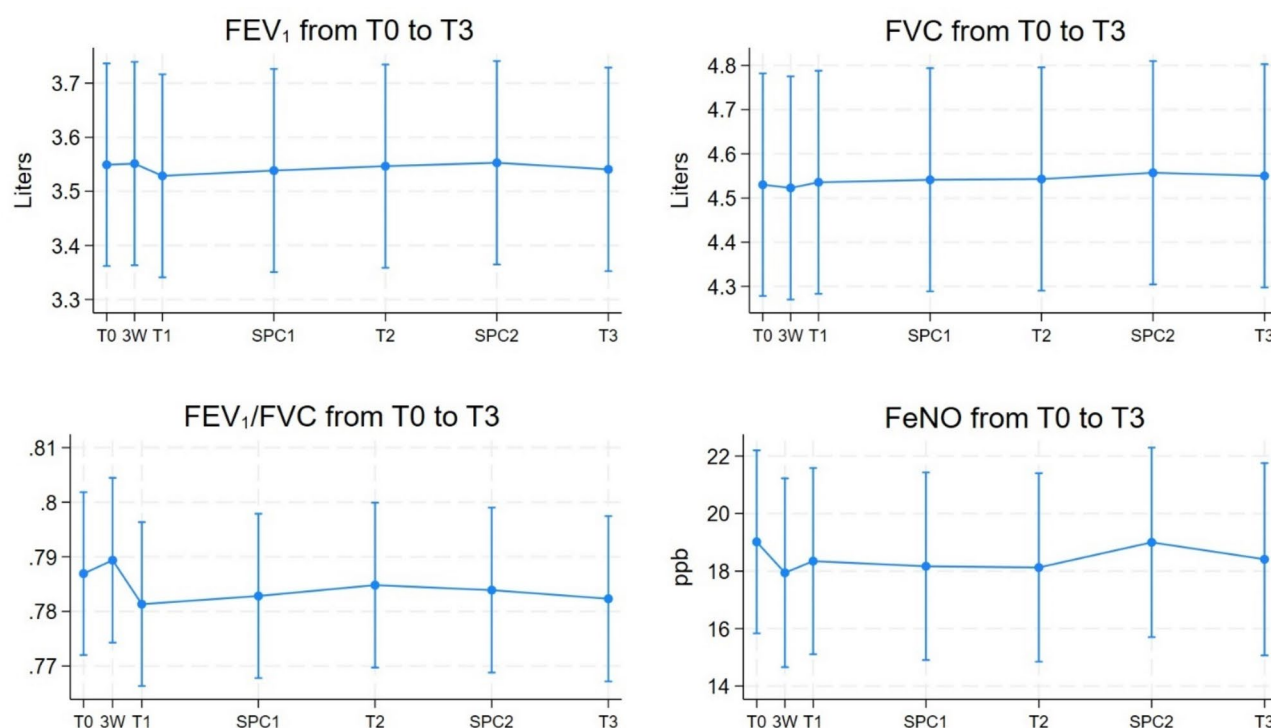 FEV₁ from T0 to T3
Liters
3.7
3.6
3.5
3.4
3.3
T0 3W T1 SPC1 T2 SPC2 T3
FVC from T0 to T3
Liters
4.8
4.7
4.6
4.5
4.4
4.3
T0 3W T1 SPC1 T2 SPC2 T3
FEV₁/FVC from T0 to T3
.81
.8
.79
.78
.77
T0 3W T1 SPC1 T2 SPC2 T3
FeNO from T0 to T3
ppb
22
20
18
16
14
T0 3W T1 SPC1 T2 SPC2 T3